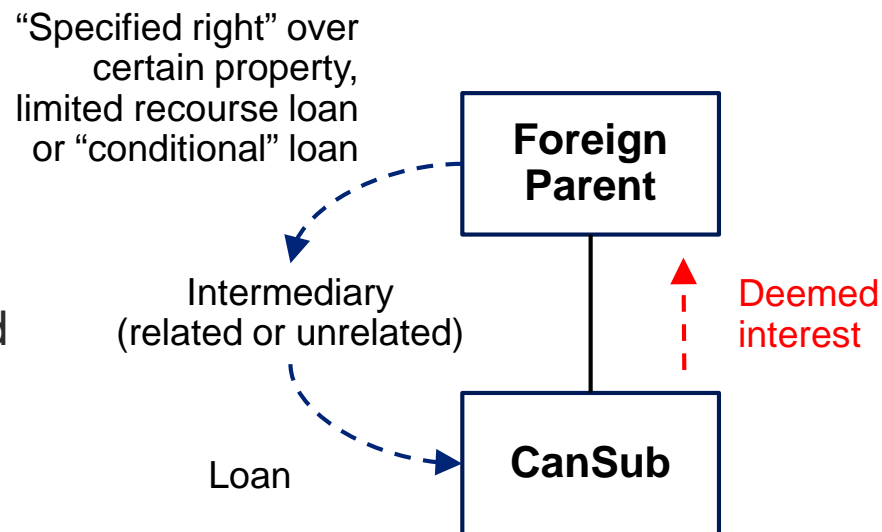 “Specified right” over
certain property,
limited recourse loan
or “conditional” loan
Foreign
Parent
Intermediary
(related or unrelated)
Deemed
interest
Loan
CanSub